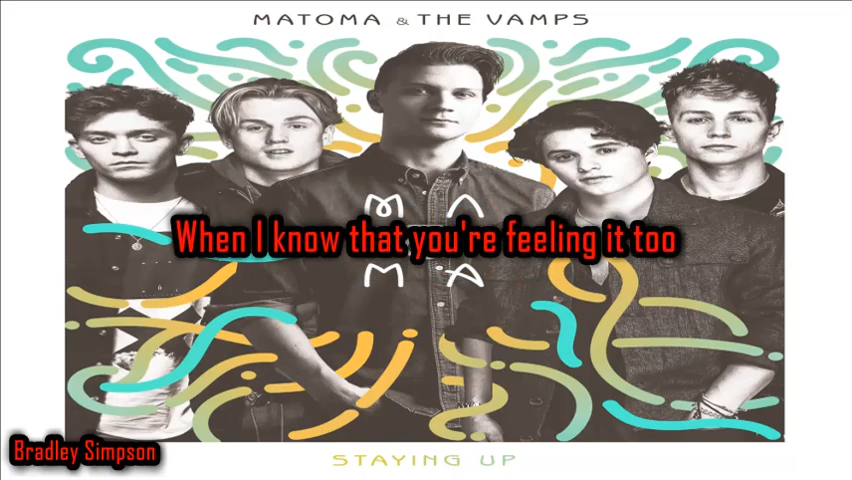 MATOMA & THE VAMPS
MA
When I know that you're feeling it too
MA
Bradley Simpson
STAYING UP